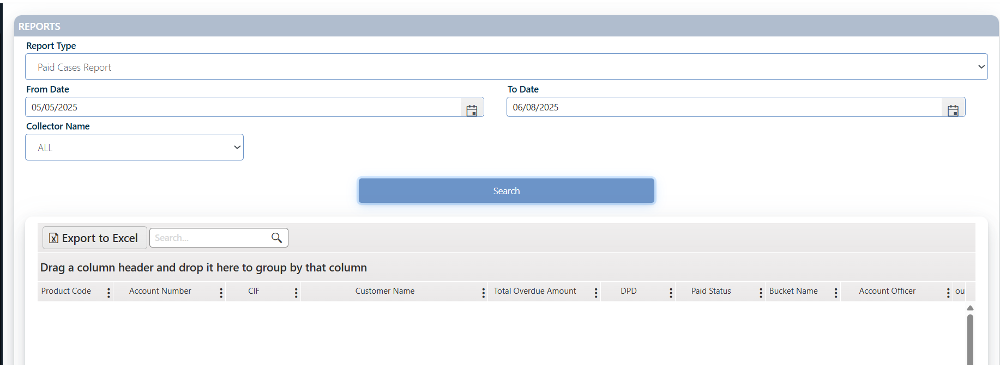 REPORTS
Report Type
Paid Cases Report
From Date
To Date
05/05/2025
06/08/2025
Collector Name
ALL
Search
Export to Excel
Search...
Drag a column header and drop it here to group by that column
Product Code Account Number CIF Customer Name Total Overdue Amount DPD Paid Status Bucket Name Account Officer ou